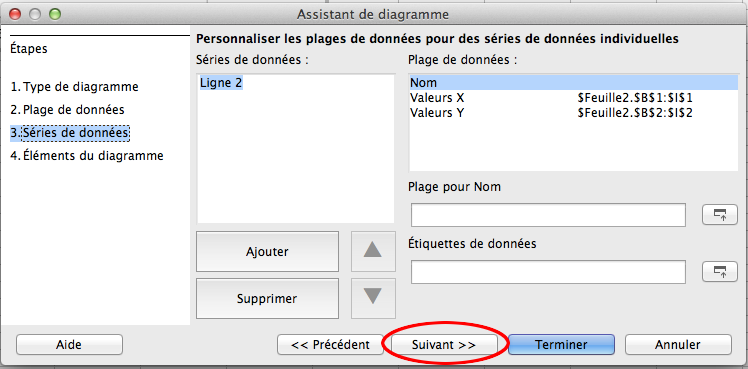 Assistant de diagramme
Étapes
1. Type de diagramme
2. Plage de données
3. Séries de données
4. Éléments du diagramme
Personnaliser les plages de données pour des séries de données individuelles
Séries de données :
Ligne 2
Ajouter
Supprimer
Plage de données :
Nom
Valeurs X $Feuille2.$B$1:$I$1
Valeurs Y $Feuille2.$B$2:$I$2
Plage pour Nom
Étiquettes de données
Aide
<< Précédent
Suivant >>
Terminer
Annuler